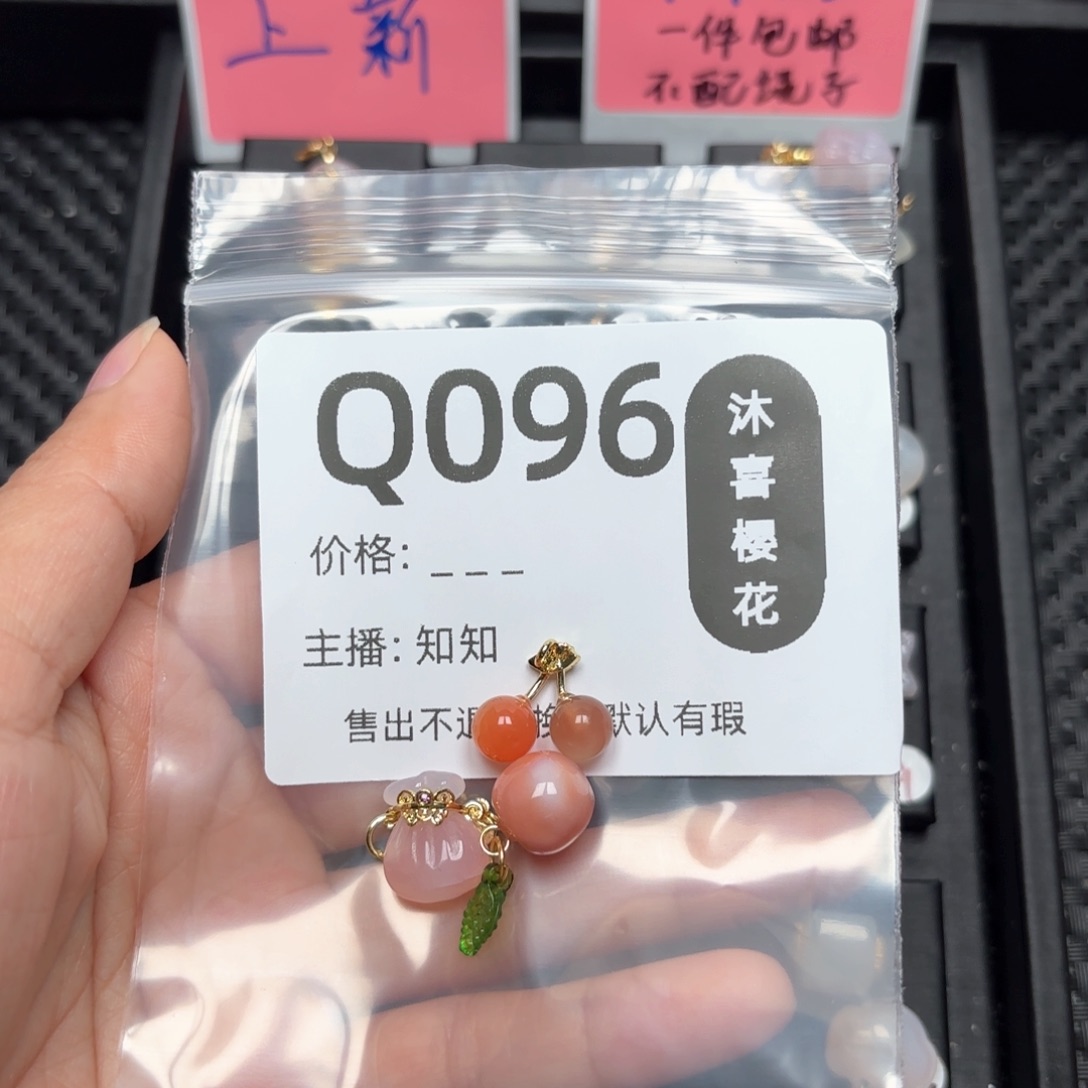 上新
一件包邮
不配绳子
Q096
沐喜樱花
价格: _ _ _
主播: 知知
售出不退 换 默认有瑕